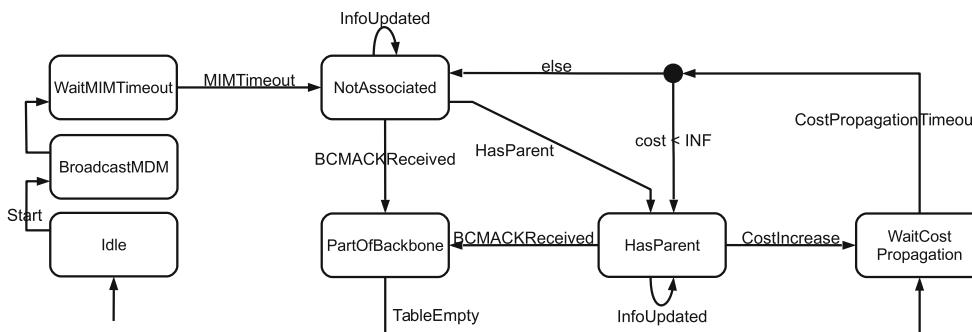 InfoUpdated
WaitMIMTimeout
MIMTimeout
NotAssociated
else
CostPropagationTimeou
BroadcastMDM
BCMACKReceived
HasParent
cost < INF
Start
Idle
PartOfBackbone
BCMACKReceived
HasParent
CostIncrease
WaitCost
Propagation
TableEmpty
InfoUpdated